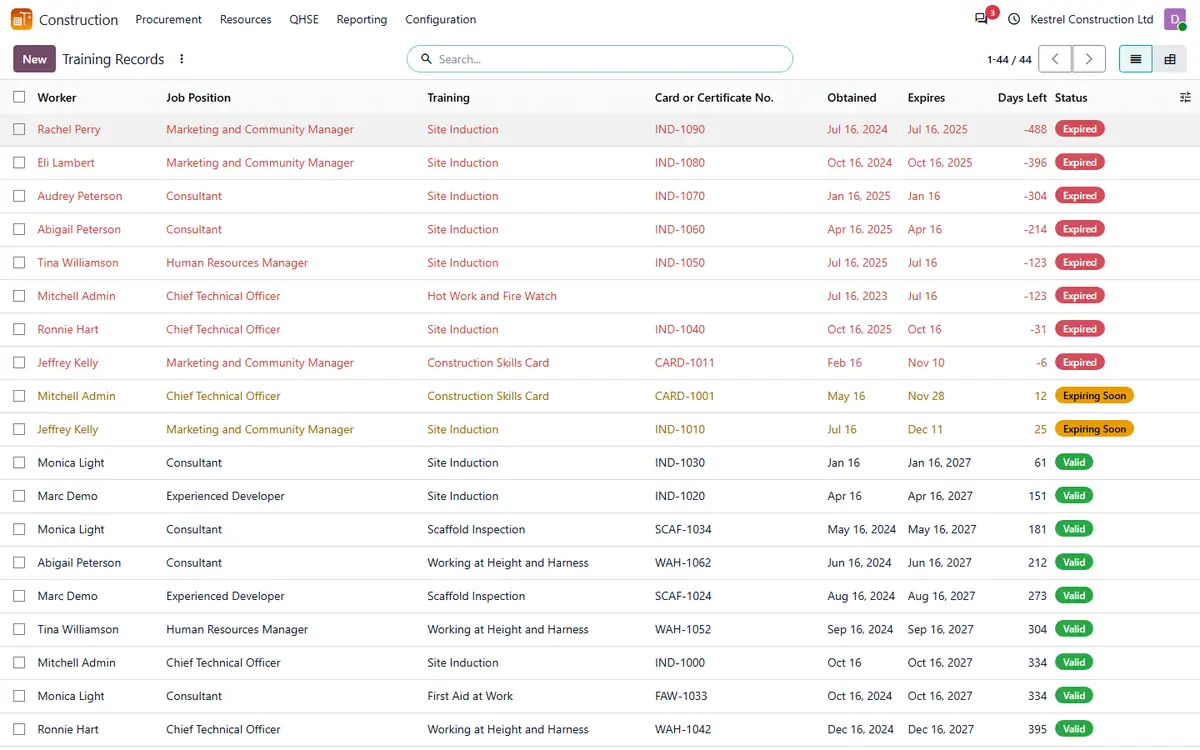 Construction Procurement Resources QHSE Reporting Configuration 3 Kestrel Construction Ltd D
New Training Records Search... 1-44 / 44
Worker Job Position Training Card or Certificate No. Obtained Expires Days Left Status
Rachel Perry Marketing and Community Manager Site Induction IND-1090 Jul 16, 2024 Jul 16, 2025 -488 Expired
Eli Lambert Marketing and Community Manager Site Induction IND-1080 Oct 16, 2024 Oct 16, 2025 -396 Expired
Audrey Peterson Consultant Site Induction IND-1070 Jan 16, 2025 Jan 16 -304 Expired
Abigail Peterson Consultant Site Induction IND-1060 Apr 16, 2025 Apr 16 -214 Expired
Tina Williamson Human Resources Manager Site Induction IND-1050 Jul 16, 2025 Jul 16 -123 Expired
Mitchell Admin Chief Technical Officer Hot Work and Fire Watch Jul 16, 2023 Jul 16 -123 Expired
Ronnie Hart Chief Technical Officer Site Induction IND-1040 Oct 16, 2025 Oct 16 -31 Expired
Jeffrey Kelly Marketing and Community Manager Construction Skills Card CARD-1011 Feb 16 Nov 10 -6 Expired
Mitchell Admin Chief Technical Officer Construction Skills Card CARD-1001 May 16 Nov 28 12 Expiring Soon
Jeffrey Kelly Marketing and Community Manager Site Induction IND-1010 Jul 16 Dec 11 25 Expiring Soon
Monica Light Consultant Site Induction IND-1030 Jan 16 Jan 16, 2027 61 Valid
Marc Demo Experienced Developer Site Induction IND-1020 Apr 16 Apr 16, 2027 151 Valid
Monica Light Consultant Scaffold Inspection SCAF-1034 May 16, 2024 May 16, 2027 181 Valid
Abigail Peterson Consultant Working at Height and Harness WAH-1062 Jun 16, 2024 Jun 16, 2027 212 Valid
Marc Demo Experienced Developer Scaffold Inspection SCAF-1024 Aug 16, 2024 Aug 16, 2027 273 Valid
Tina Williamson Human Resources Manager Working at Height and Harness WAH-1052 Sep 16, 2024 Sep 16, 2027 304 Valid
Mitchell Admin Chief Technical Officer Site Induction IND-1000 Oct 16 Oct 16, 2027 334 Valid
Monica Light Consultant First Aid at Work FAW-1033 Oct 16, 2024 Oct 16, 2027 334 Valid
Ronnie Hart Chief Technical Officer Working at Height and Harness WAH-1042 Dec 16, 2024 Dec 16, 2027 395 Valid